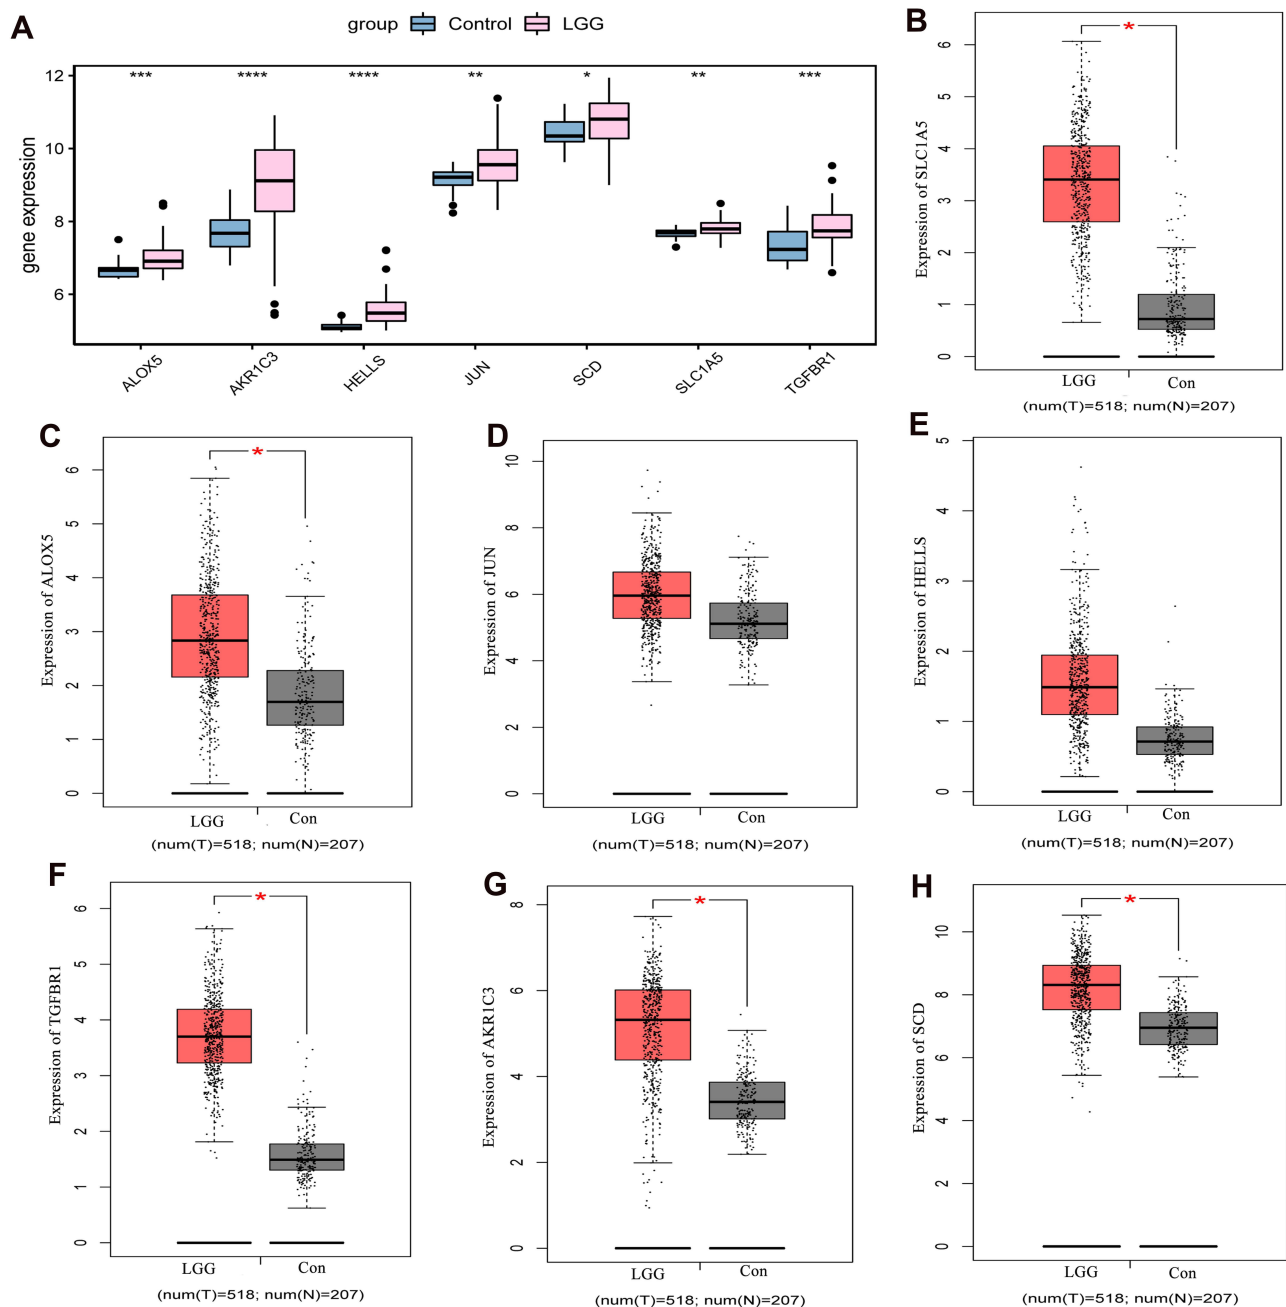 A
group Control LGG
gene expression
12
10
8
6
*** **** **** ** * ** ***
ALOX5 AKR1C3 HELLS JUN SCD SLC1A5 TGFBR1
B
Expression of SLC1A5
6
5
4
3
2
1
0
*
LGG Con
(num(T)=518; num(N)=207)
C
Expression of ALOX5
6
5
4
3
2
1
0
*
LGG Con
(num(T)=518; num(N)=207)
D
Expression of JUN
10
8
6
4
2
0
LGG Con
(num(T)=518; num(N)=207)
E
Expression of HELLS
5
4
3
2
1
0
LGG Con
(num(T)=518; num(N)=207)
F
Expression of TGFBR1
6
5
4
3
2
1
0
*
LGG Con
(num(T)=518; num(N)=207)
G
Expression of AKR1C3
8
6
4
2
0
*
LGG Con
(num(T)=518; num(N)=207)
H
Expression of SCD
10
8
6
4
2
0
*
LGG Con
(num(T)=518; num(N)=207)